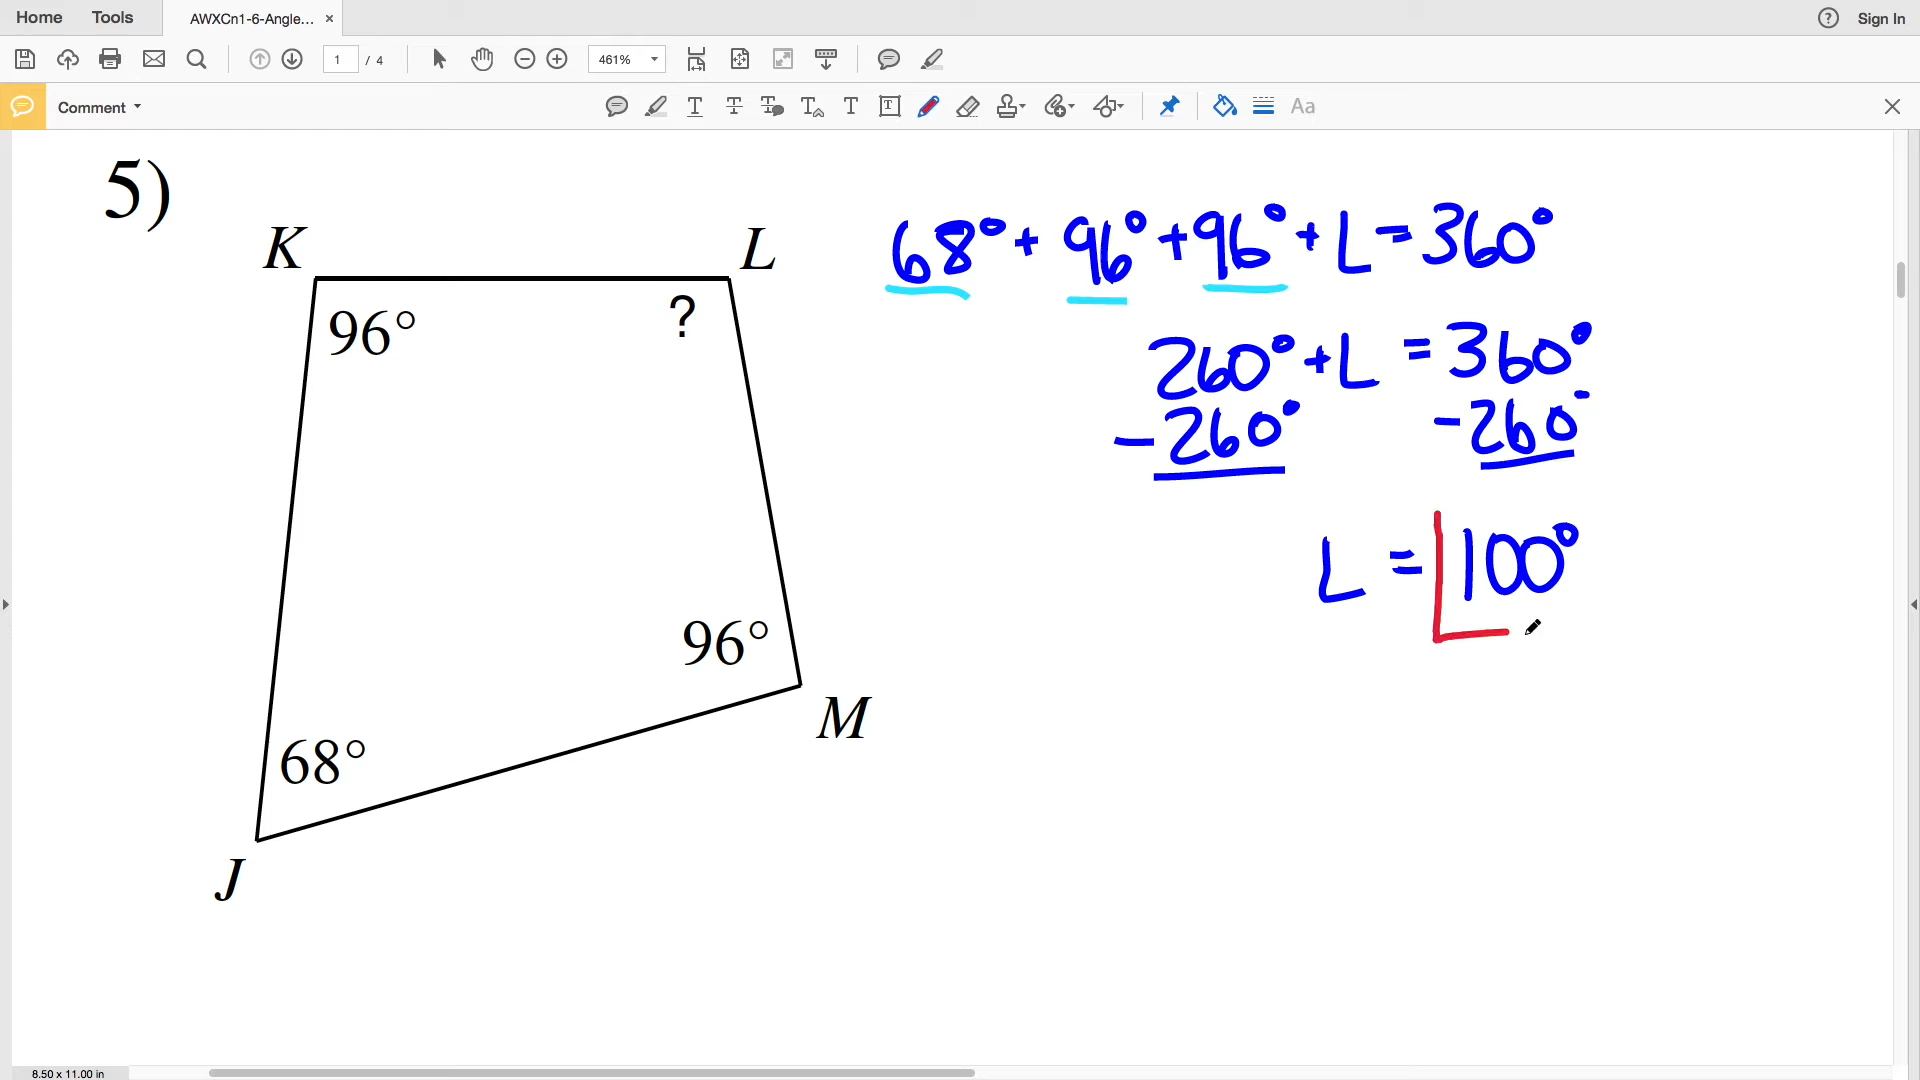 Home Tools AWXCn1-6-Angle... × ? Sign In
1 / 4 461%
Comment T T T T T T Aa
5)
K L
96° ?
96°
M
68°
J
68° + 96° + 96° + L = 360°
260° + L = 360°
- 260° - 260°
L = 100°
8.50 x 11.00 in